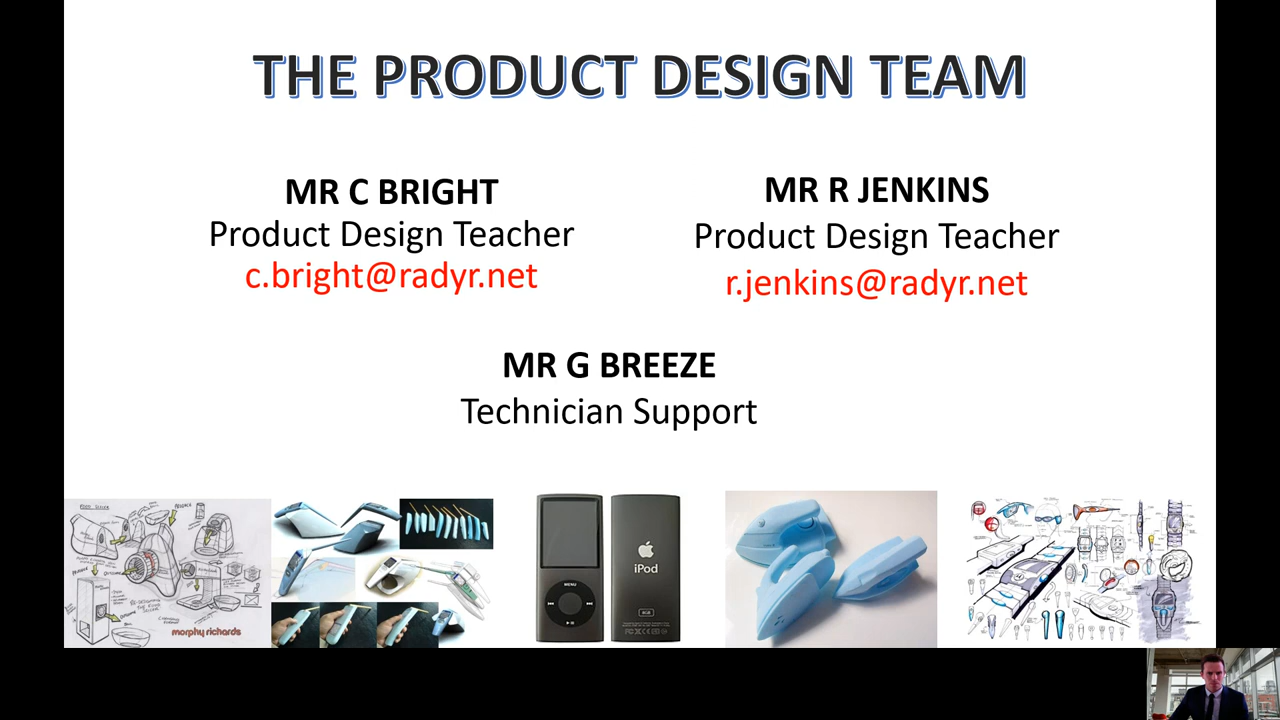 THE PRODUCT DESIGN TEAM
MR C BRIGHT
Product Design Teacher
c.bright@radyr.net
MR R JENKINS
Product Design Teacher
r.jenkins@radyr.net
MR G BREEZE
Technician Support
morphy richards
MENU
iPod
8GB